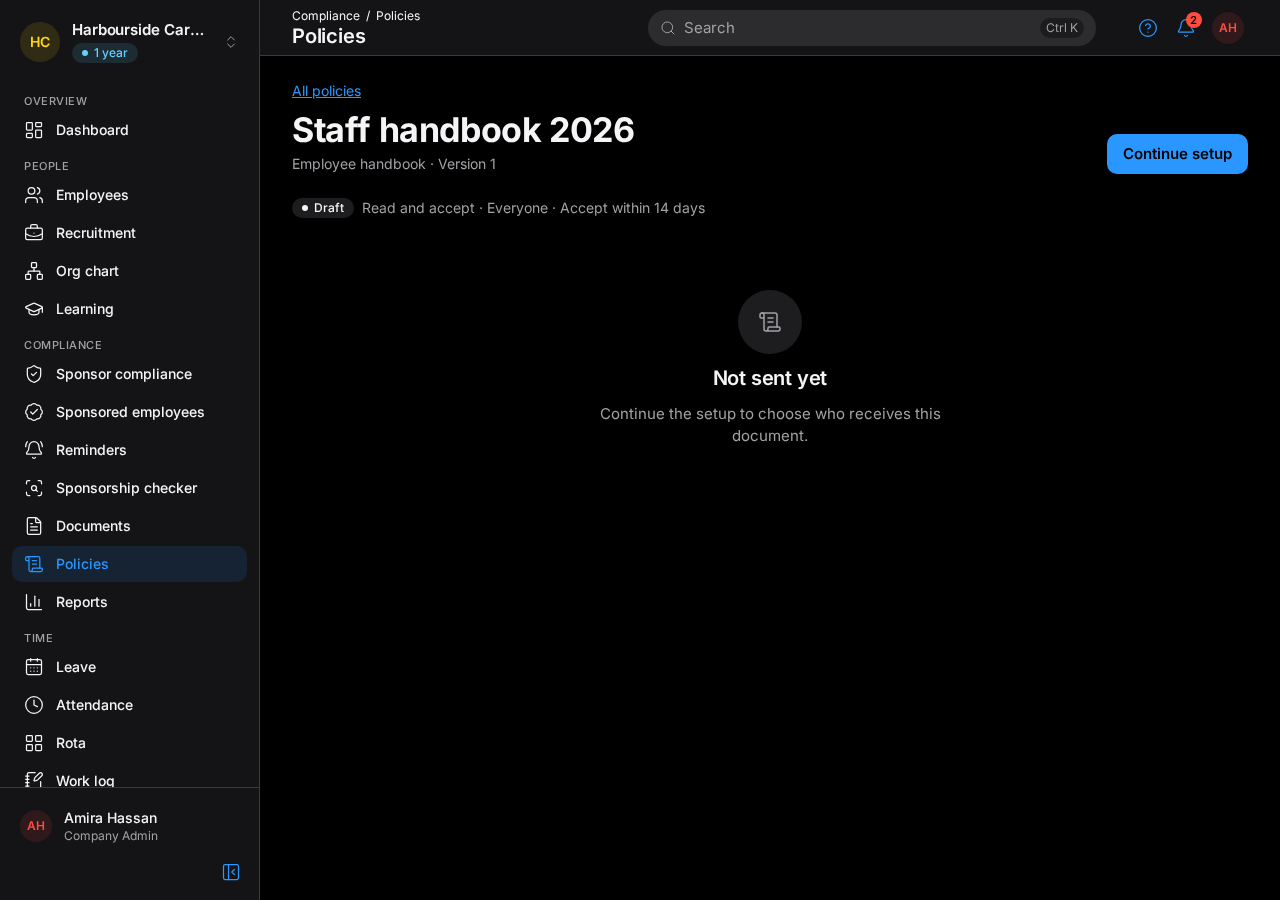 HC
Harbourside Car...
1 year
OVERVIEW
Dashboard
PEOPLE
Employees
Recruitment
Org chart
Learning
COMPLIANCE
Sponsor compliance
Sponsored employees
Reminders
Sponsorship checker
Documents
Policies
Reports
TIME
Leave
Attendance
Rota
Work log
AH
Amira Hassan
Company Admin
Compliance / Policies
Policies
Search
Ctrl K
2
AH
All policies
Staff handbook 2026
Employee handbook · Version 1
Continue setup
Draft
Read and accept · Everyone · Accept within 14 days
Not sent yet
Continue the setup to choose who receives this
document.